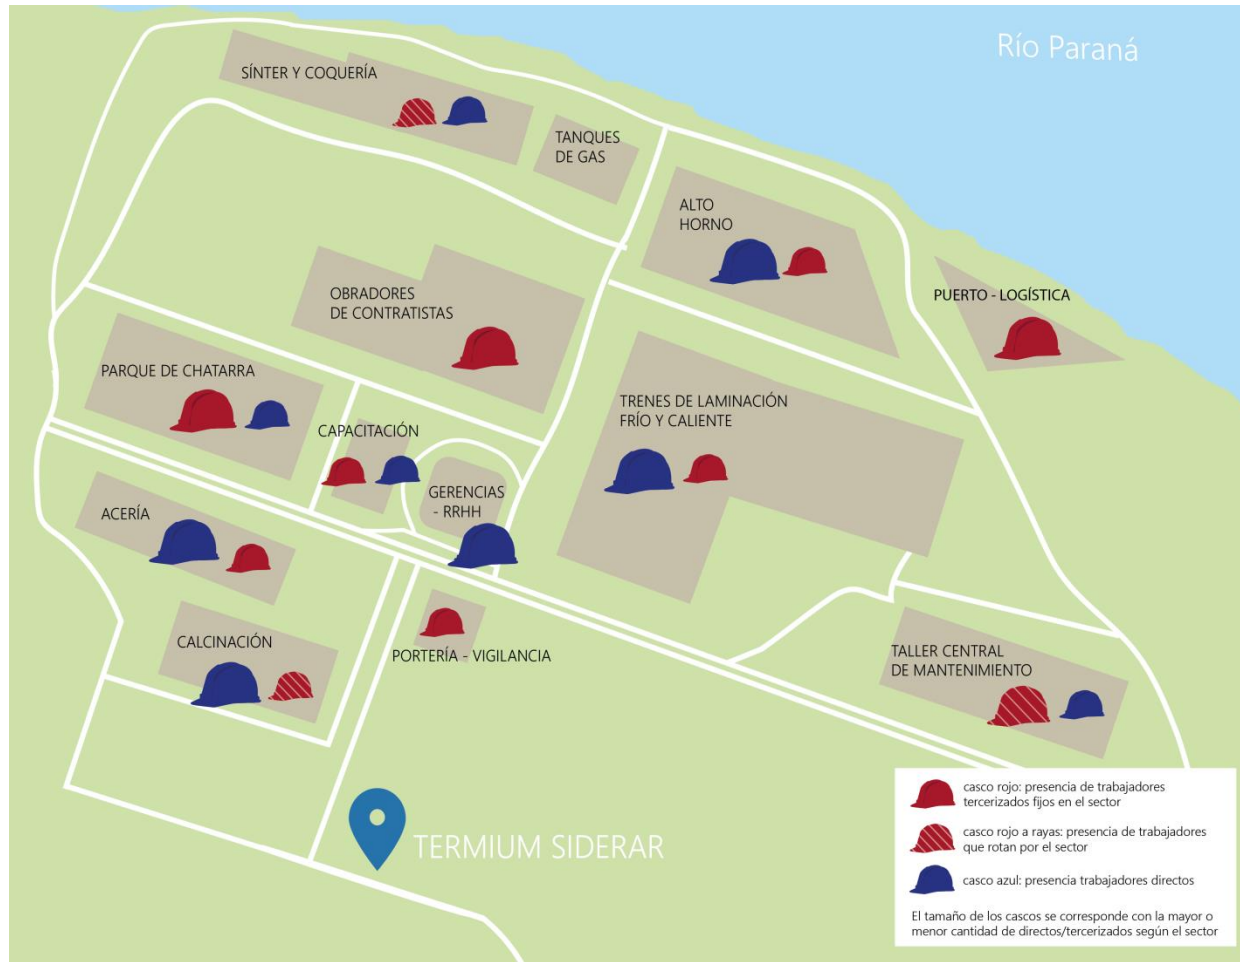 Río Paraná
SÍNTER Y COQUERÍA
TANQUES
DE GAS
ALTO
HORNO
PUERTO - LOGÍSTICA
OBRADORES
DE CONTRATISTAS
PARQUE DE CHATARRA
TRENES DE LAMINACIÓN
FRÍO Y CALIENTE
CAPACITACIÓN
GERENCIAS
- RRHH
ACERÍA
CALCINACIÓN
PORTERÍA - VIGILANCIA
TALLER CENTRAL
DE MANTENIMIENTO
TERMIUM SIDERAR
casco rojo: presencia de trabajadores
tercerizados fijos en el sector
casco rojo a rayas: presencia de trabajadores
que rotan por el sector
casco azul: presencia trabajadores directos
El tamaño de los cascos se corresponde con la mayor o
menor cantidad de directos/tercerizados según el sector